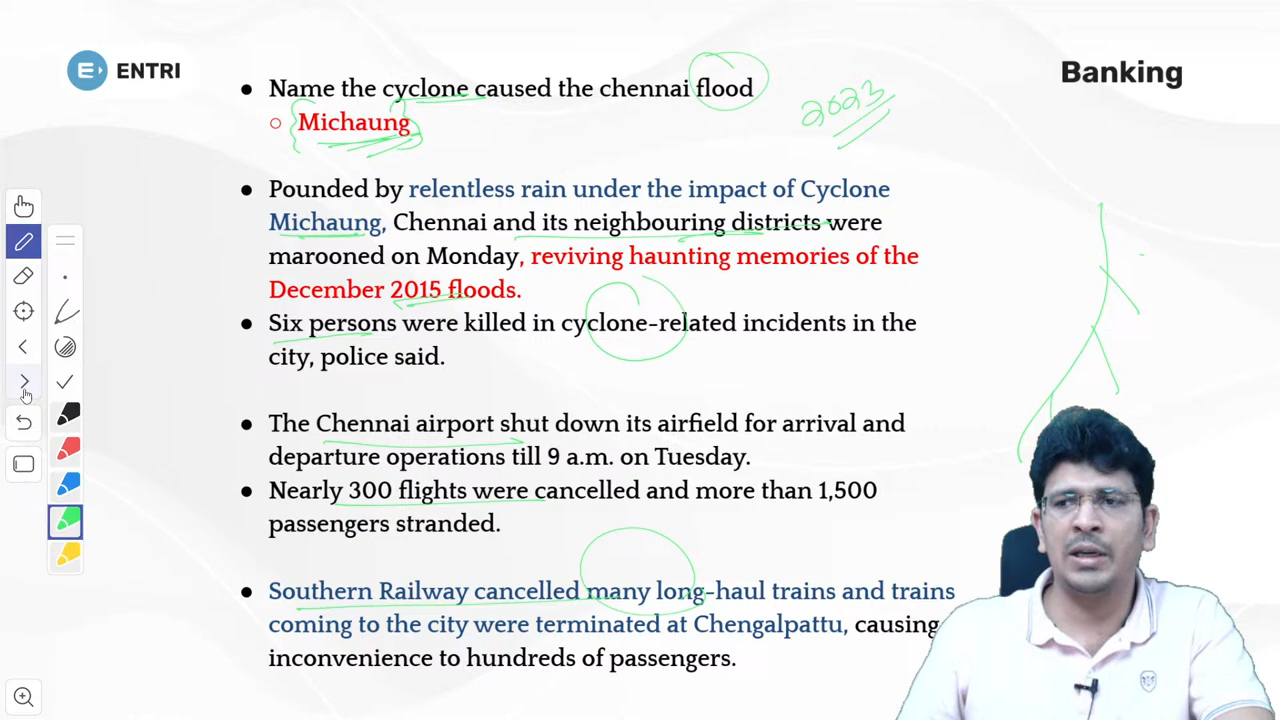 ENTRI
Banking
Name the cyclone caused the chennai flood
2023
Michaung
Pounded by relentless rain under the impact of Cyclone
Michaung, Chennai and its neighbouring districts were
marooned on Monday, reviving haunting memories of the
December 2015 floods.
Six persons were killed in cyclone-related incidents in the
city, police said.
The Chennai airport shut down its airfield for arrival and
departure operations till 9 a.m. on Tuesday.
Nearly 300 flights were cancelled and more than 1,500
passengers stranded.
Southern Railway cancelled many long-haul trains and trains
coming to the city were terminated at Chengalpattu, causing
inconvenience to hundreds of passengers.